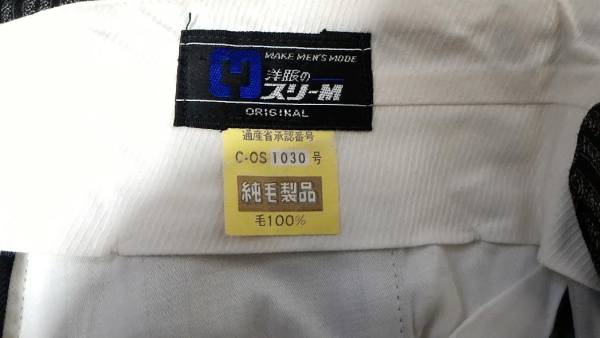 MAKE MEN'S MODE
洋服の
スリーM
ORIGINAL
通産省承認番号
C-OS 1030 号
純毛製品
毛100%